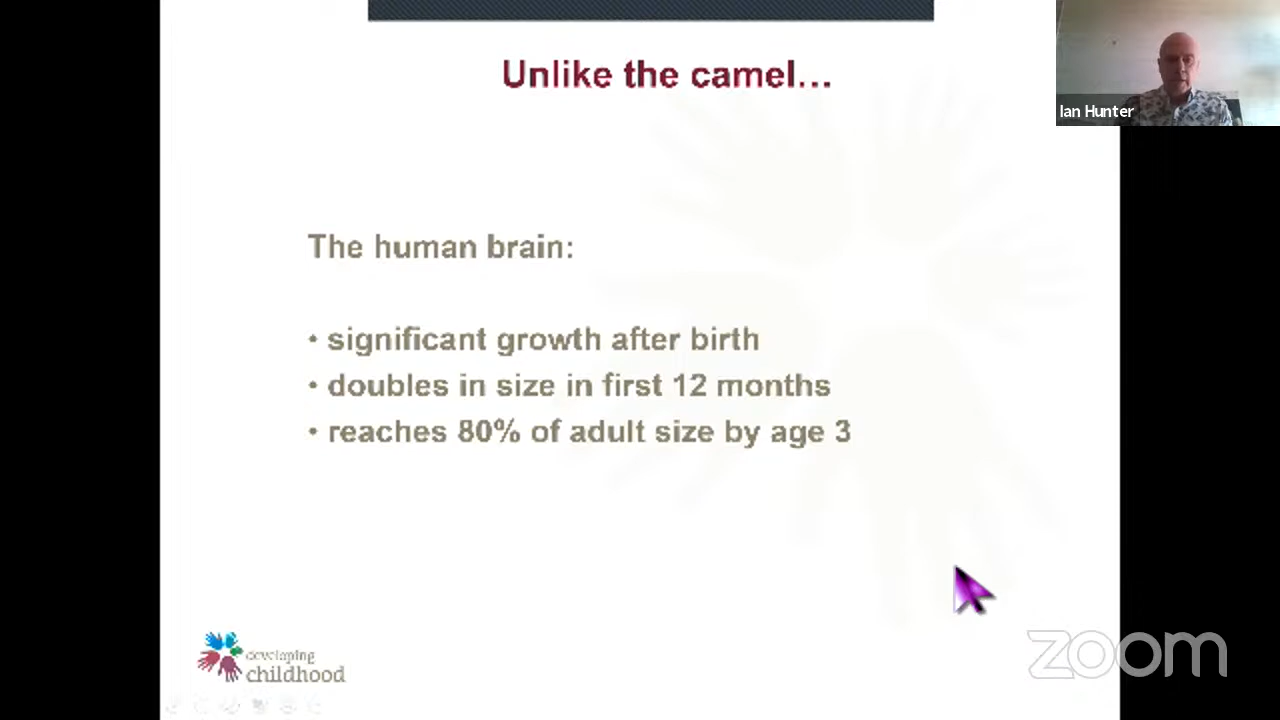 Unlike the camel...
Ian Hunter
The human brain:
• significant growth after birth
• doubles in size in first 12 months
• reaches 80% of adult size by age 3
developing
childhood
zoom